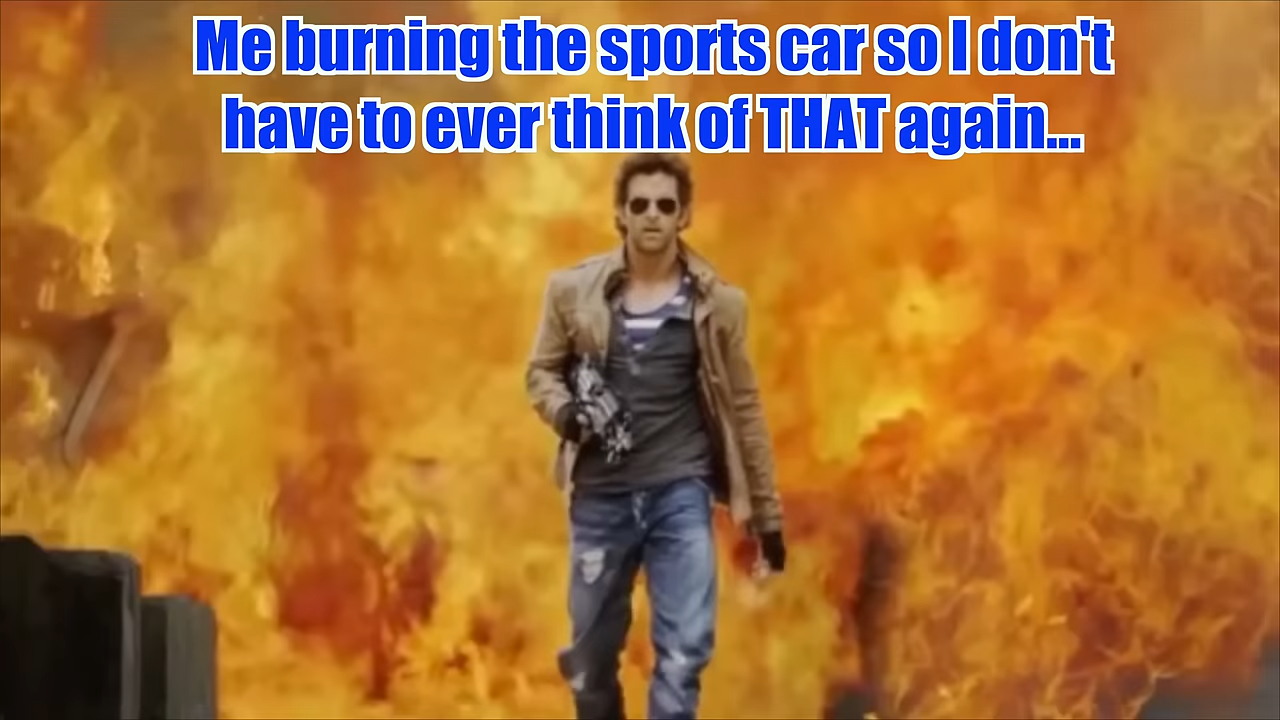 Me burning the sports car so I don't
have to ever think of THAT again...